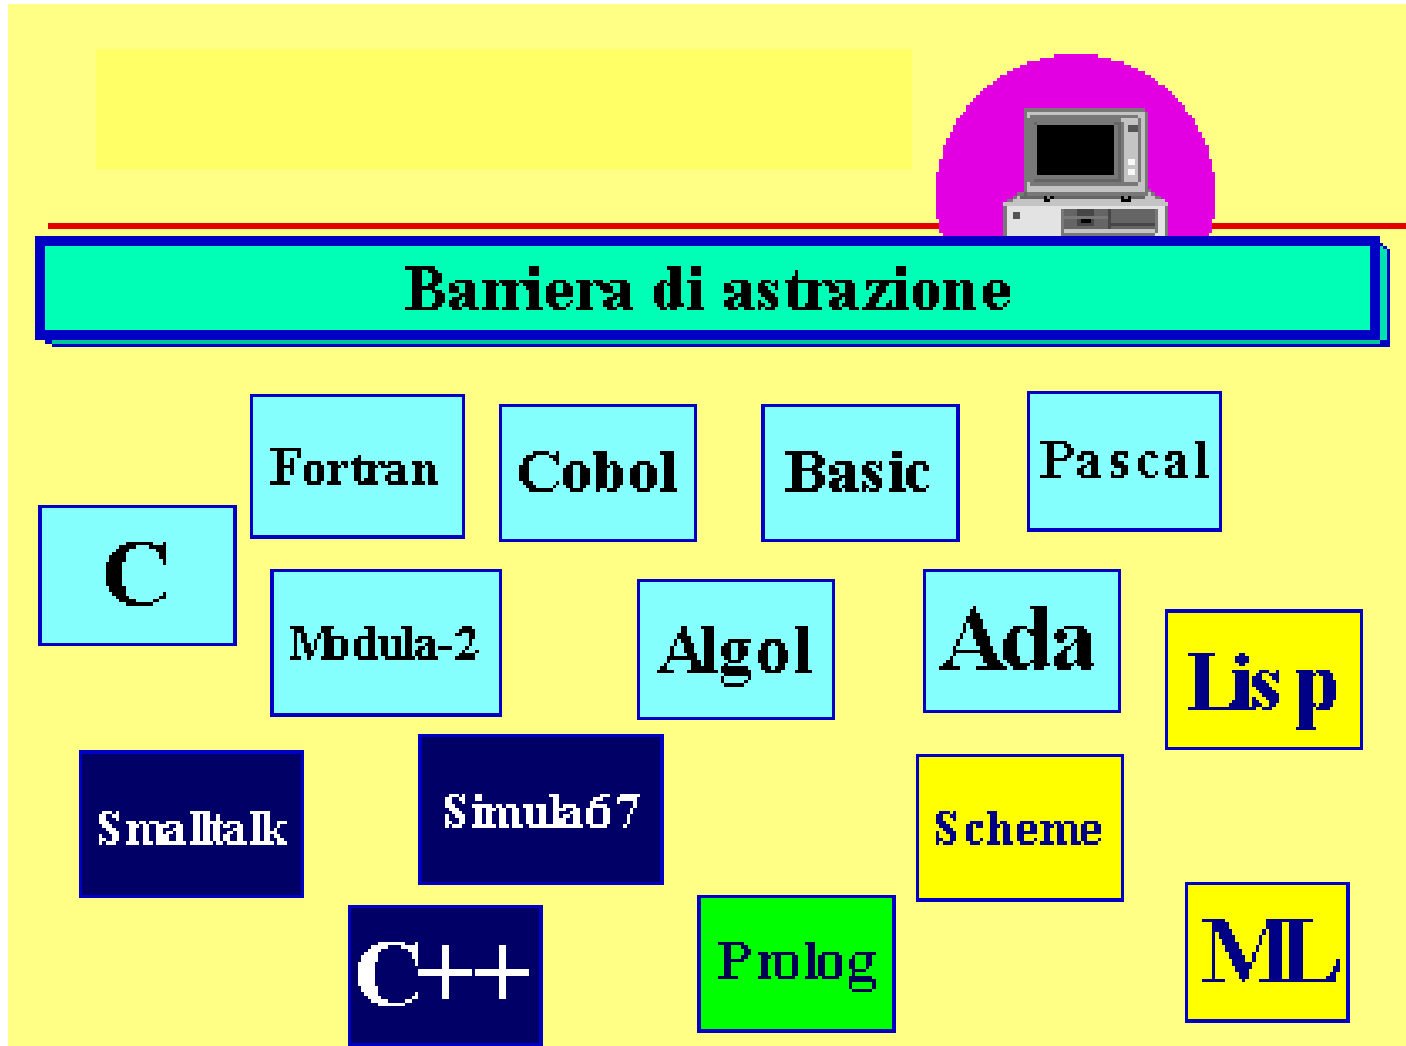 Barriera di astrazione
Fortran
Cobol
Basic
Pascal
C
Modula-2
Algol
Ada
Lisp
Smalltalk
Simula67
Scheme
C++
Prolog
ML